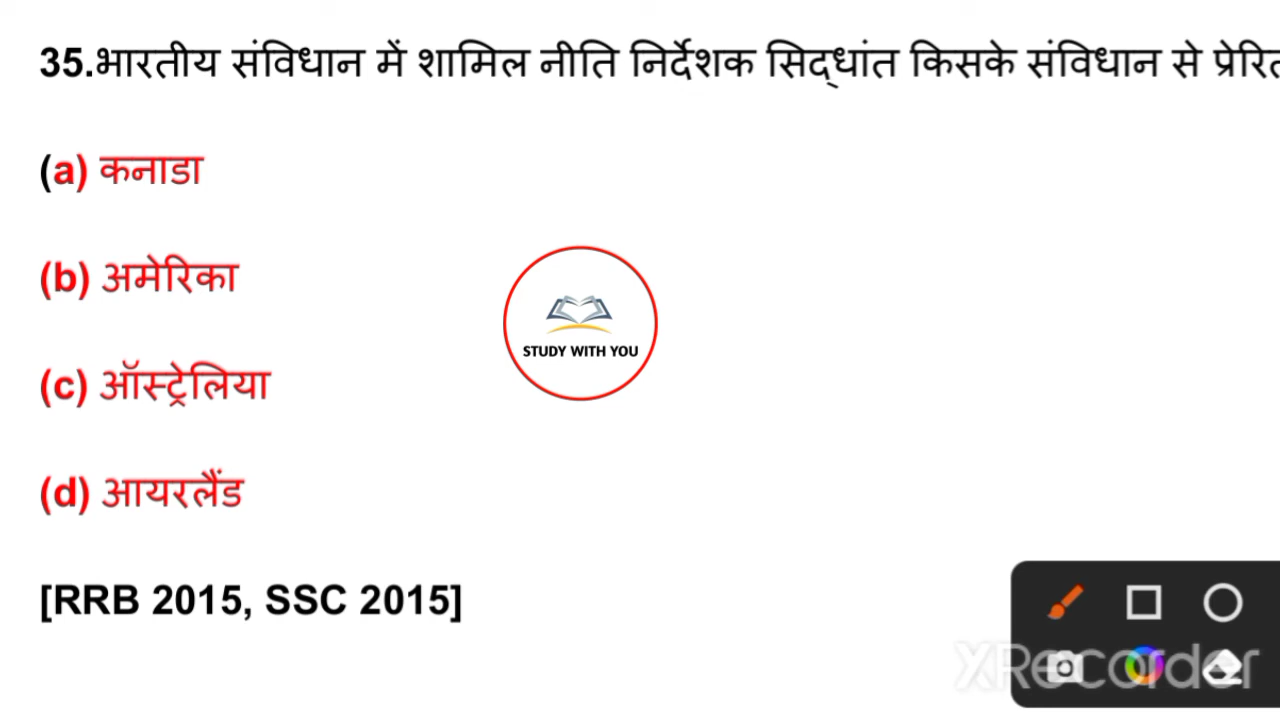 35.भारतीय संविधान में शामिल नीति निर्देशक सिद्धांत किसके संविधान से
(a) कनाडा
(b) अमेरिका
STUDY WITH YOU
(c) ऑस्ट्रेलिया
(d) आयरलैंड
[RRB 2015, SSC 2015]
XRecorder